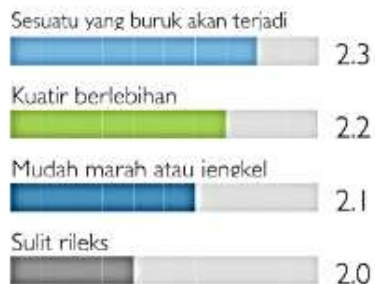 Sesuatu yang buruk akan terjadi
2.3
Kuatir berlebihan
2.2
Mudah marah atau jengkel
2.1
Sulit rileks
2.0